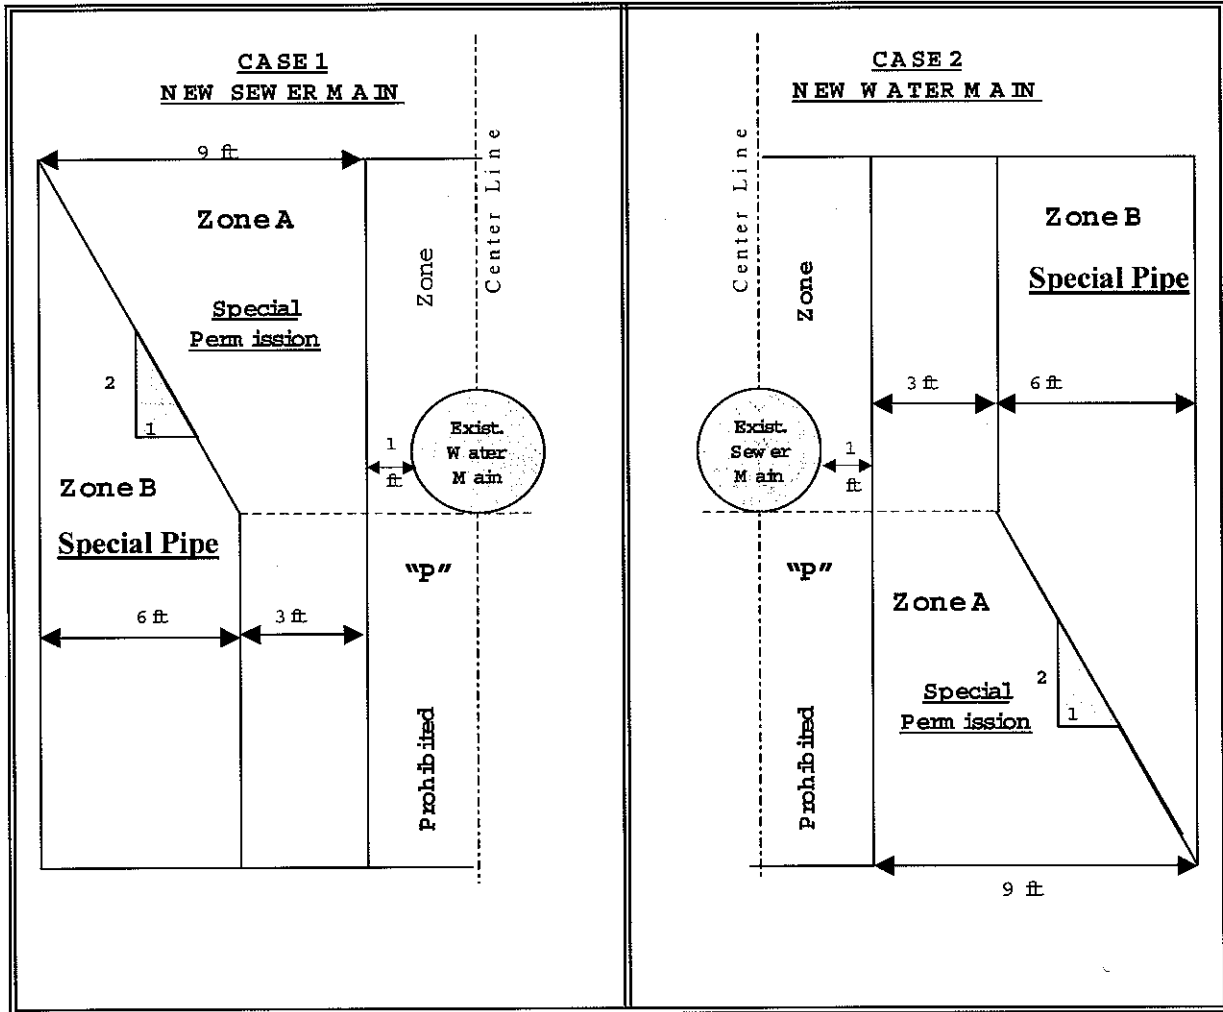 CASE 1
NEW SEWER MAIN
9 ft
Zone A
Special
Permission
2
1
Zone B
Special Pipe
6 ft
3 ft
Zone
Center Line
1
ft
Exist.
Water
Main
"P"
Prohibited
CASE 2
NEW WATER MAIN
Center Line
Zone
Zone B
Special Pipe
3 ft
6 ft
Exist.
Sewer
Main
1
ft
"P"
Zone A
Special
Permission
2
1
Prohibited
9 ft